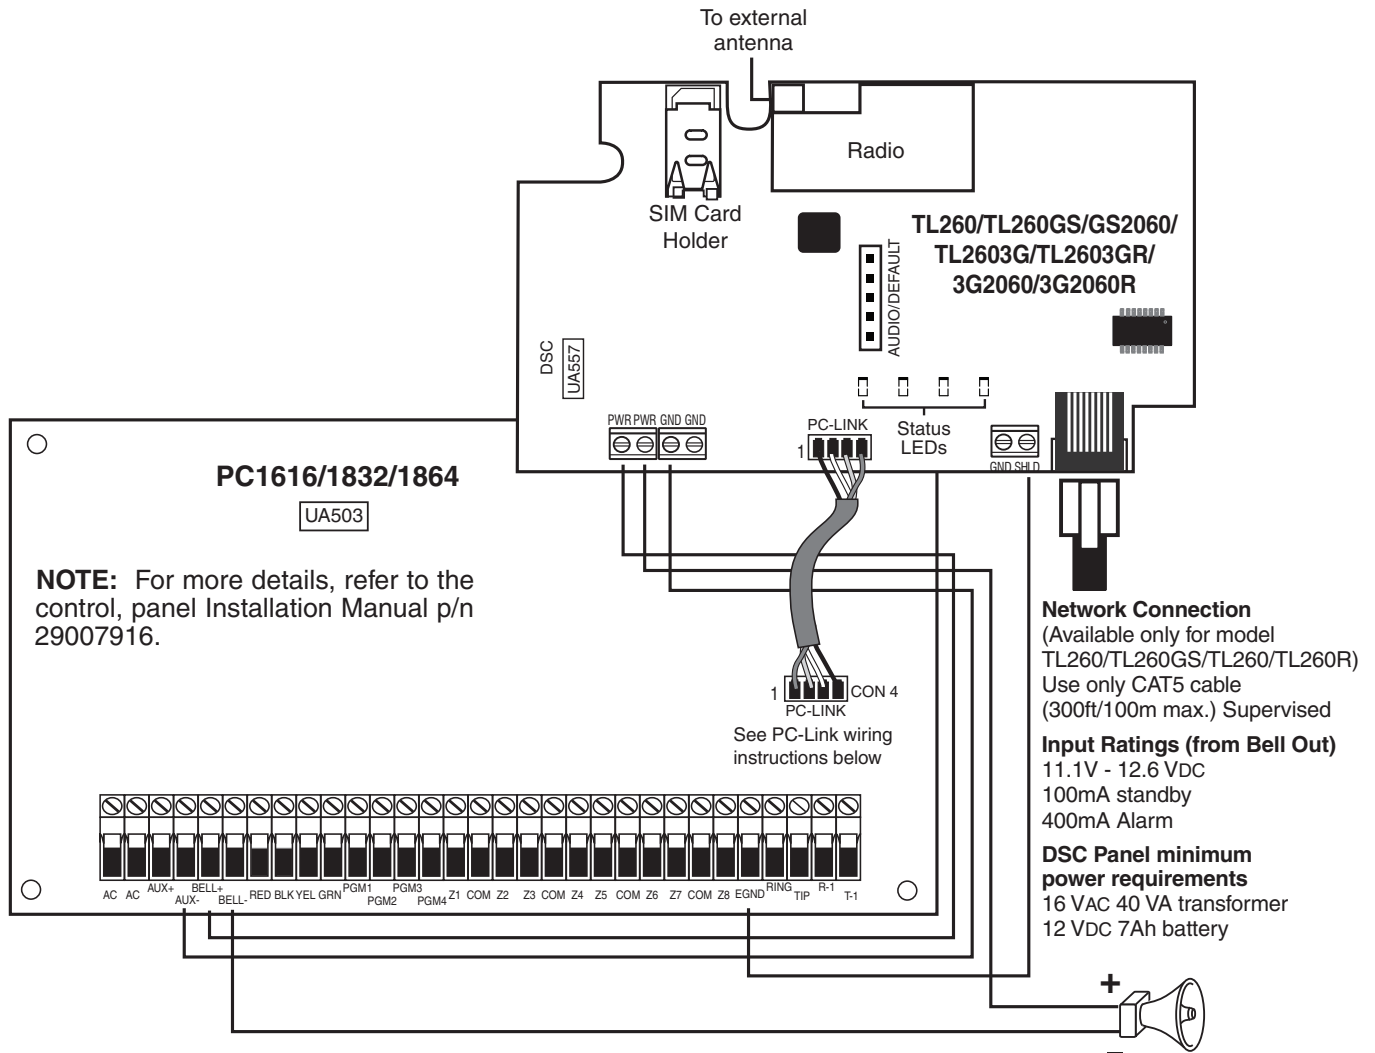 To external
antenna
Radio
SIM Card
Holder
TL260/TL260GS/GS2060/
TL2603G/TL2603GR/
3G2060/3G2060R
AUDIO/DEFAULT
DSC
UA557
PWR PWR GND GND
PC-LINK
1
Status
LEDs
GND SHLD
PC1616/1832/1864
UA503
NOTE: For more details, refer to the
control, panel Installation Manual p/n
29007916.
1
CON 4
PC-LINK
See PC-Link wiring
instructions below
Network Connection
(Available only for model
TL260/TL260GS/TL260/TL260R)
Use only CAT5 cable
(300ft/100m max.) Supervised
Input Ratings (from Bell Out)
11.1V - 12.6 VDC
100mA standby
400mA Alarm
DSC Panel minimum
power requirements
16 VAC 40 VA transformer
12 VDC 7Ah battery
AC AC AUX+ AUX- BELL+ BELL- RED BLK YEL GRN PGM1 PGM2 PGM3 PGM4 Z1 COM Z2 Z3 COM Z4 Z5 COM Z6 Z7 COM Z8 EGND RING TIP R-1 T-1
+
-